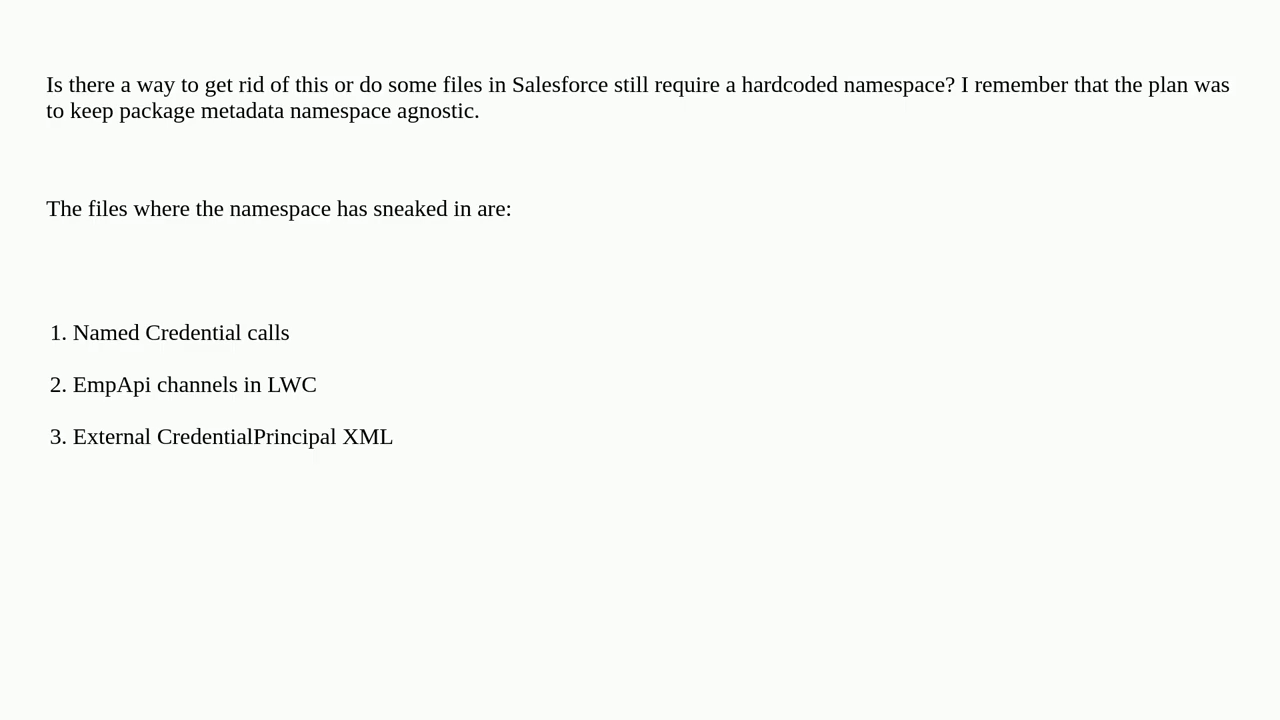 Is there a way to get rid of this or do some files in Salesforce still require a hardcoded namespace? I remember that the plan was
to keep package metadata namespace agnostic.
The files where the namespace has sneaked in are:
1. Named Credential calls
2. EmpApi channels in LWC
3. External CredentialPrincipal XML